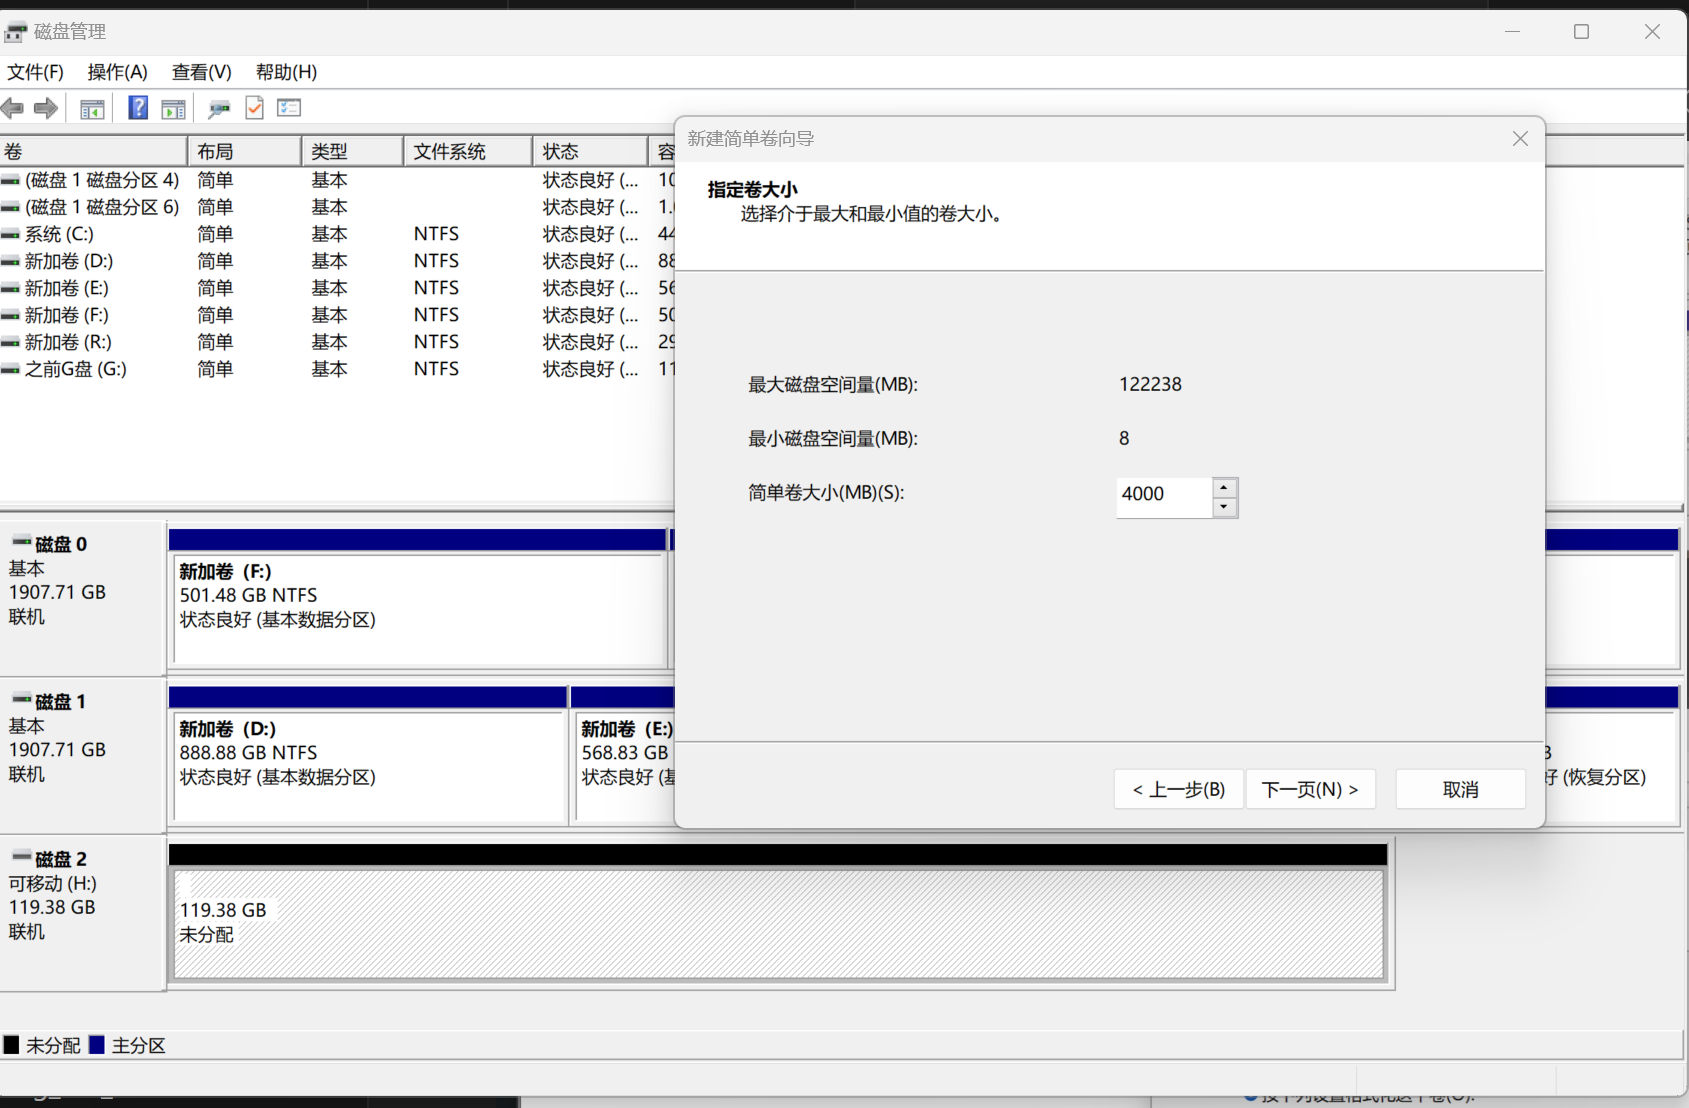 磁盘管理
文件(F) 操作(A) 查看(V) 帮助(H)
卷 布局 类型 文件系统 状态 容
(磁盘 1 磁盘分区 4) 简单 基本 状态良好 (... 10
(磁盘 1 磁盘分区 6) 简单 基本 状态良好 (... 1.0
系统 (C:) 简单 基本 NTFS 状态良好 (... 44
新加卷 (D:) 简单 基本 NTFS 状态良好 (... 88
新加卷 (E:) 简单 基本 NTFS 状态良好 (... 56
新加卷 (F:) 简单 基本 NTFS 状态良好 (... 50
新加卷 (R:) 简单 基本 NTFS 状态良好 (... 29
之前G盘 (G:) 简单 基本 NTFS 状态良好 (... 11
新建简单卷向导
指定卷大小
选择介于最大和最小值的卷大小。
最大磁盘空间量(MB): 122238
最小磁盘空间量(MB): 8
简单卷大小(MB)(S): 4000
< 上一步(B) 下一页(N) > 取消
磁盘 0
基本
1907.71 GB
联机
新加卷 (F:)
501.48 GB NTFS
状态良好 (基本数据分区)
磁盘 1
基本
1907.71 GB
联机
新加卷 (D:)
888.88 GB NTFS
状态良好 (基本数据分区)
新加卷 (E:)
568.83 GB
状态良好 (基
好 (恢复分区)
磁盘 2
可移动 (H:)
119.38 GB
联机
119.38 GB
未分配
未分配 主分区